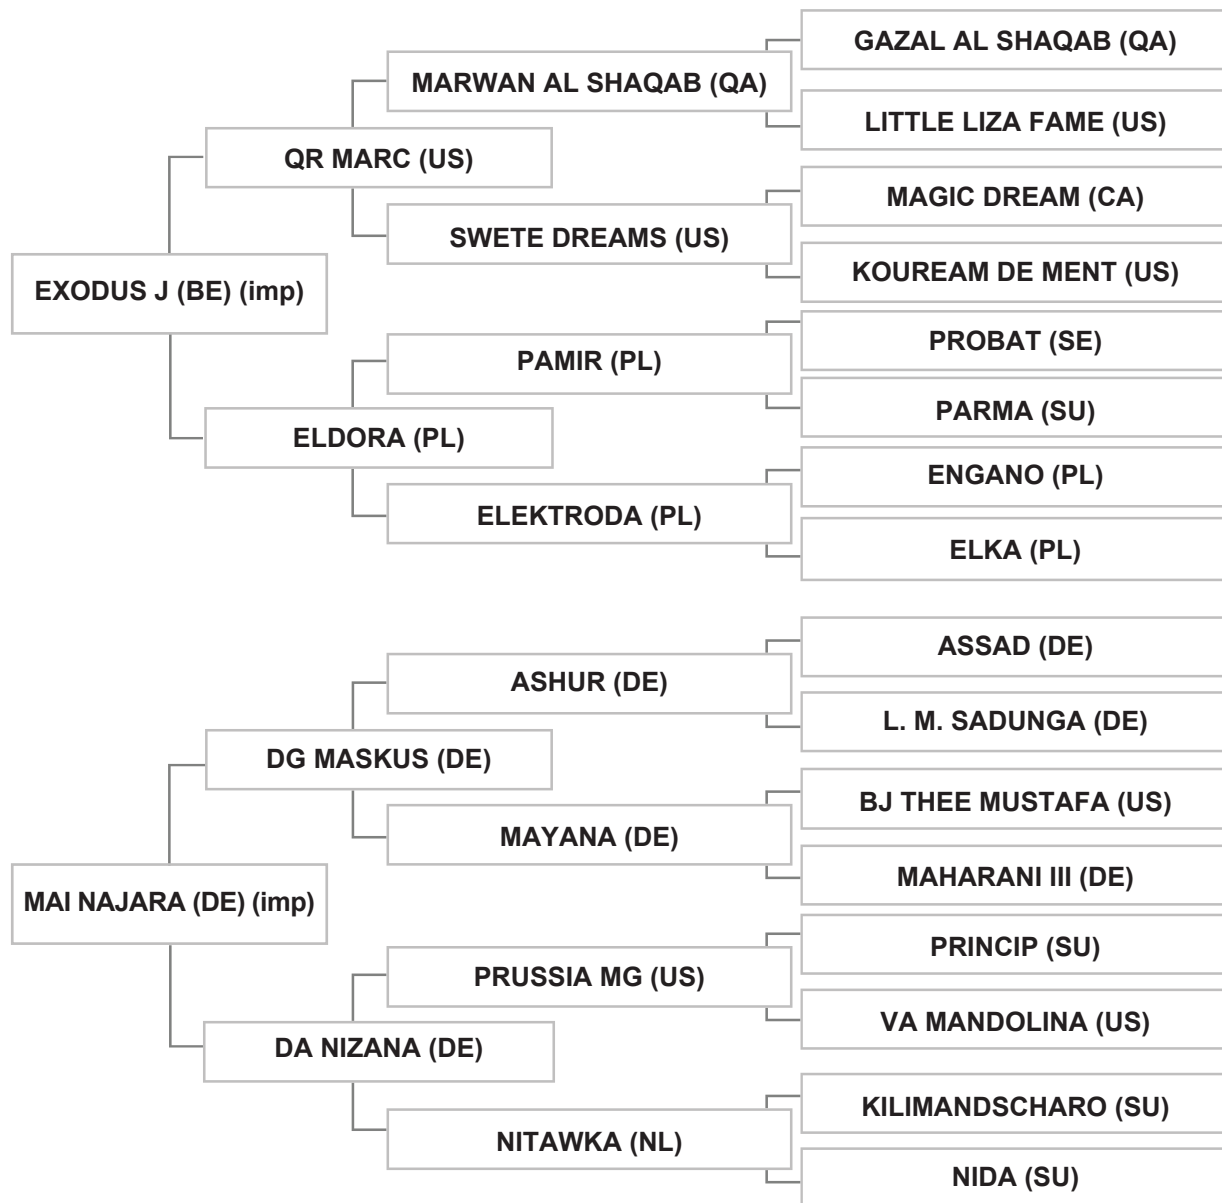 GAZAL AL SHAQAB (QA)
MARWAN AL SHAQAB (QA)
LITTLE LIZA FAME (US)
QR MARC (US)
MAGIC DREAM (CA)
SWETE DREAMS (US)
KOUREAM DE MENT (US)
EXODUS J (BE) (imp)
PROBAT (SE)
PAMIR (PL)
PARMA (SU)
ELDORA (PL)
ENGANO (PL)
ELEKTRODA (PL)
ELKA (PL)
ASSAD (DE)
ASHUR (DE)
L. M. SADUNGA (DE)
DG MASKUS (DE)
BJ THEE MUSTAFA (US)
MAYANA (DE)
MAHARANI III (DE)
MAI NAJARA (DE) (imp)
PRINCIP (SU)
PRUSSIA MG (US)
VA MANDOLINA (US)
DA NIZANA (DE)
KILIMANDSCHARO (SU)
NITAWKA (NL)
NIDA (SU)